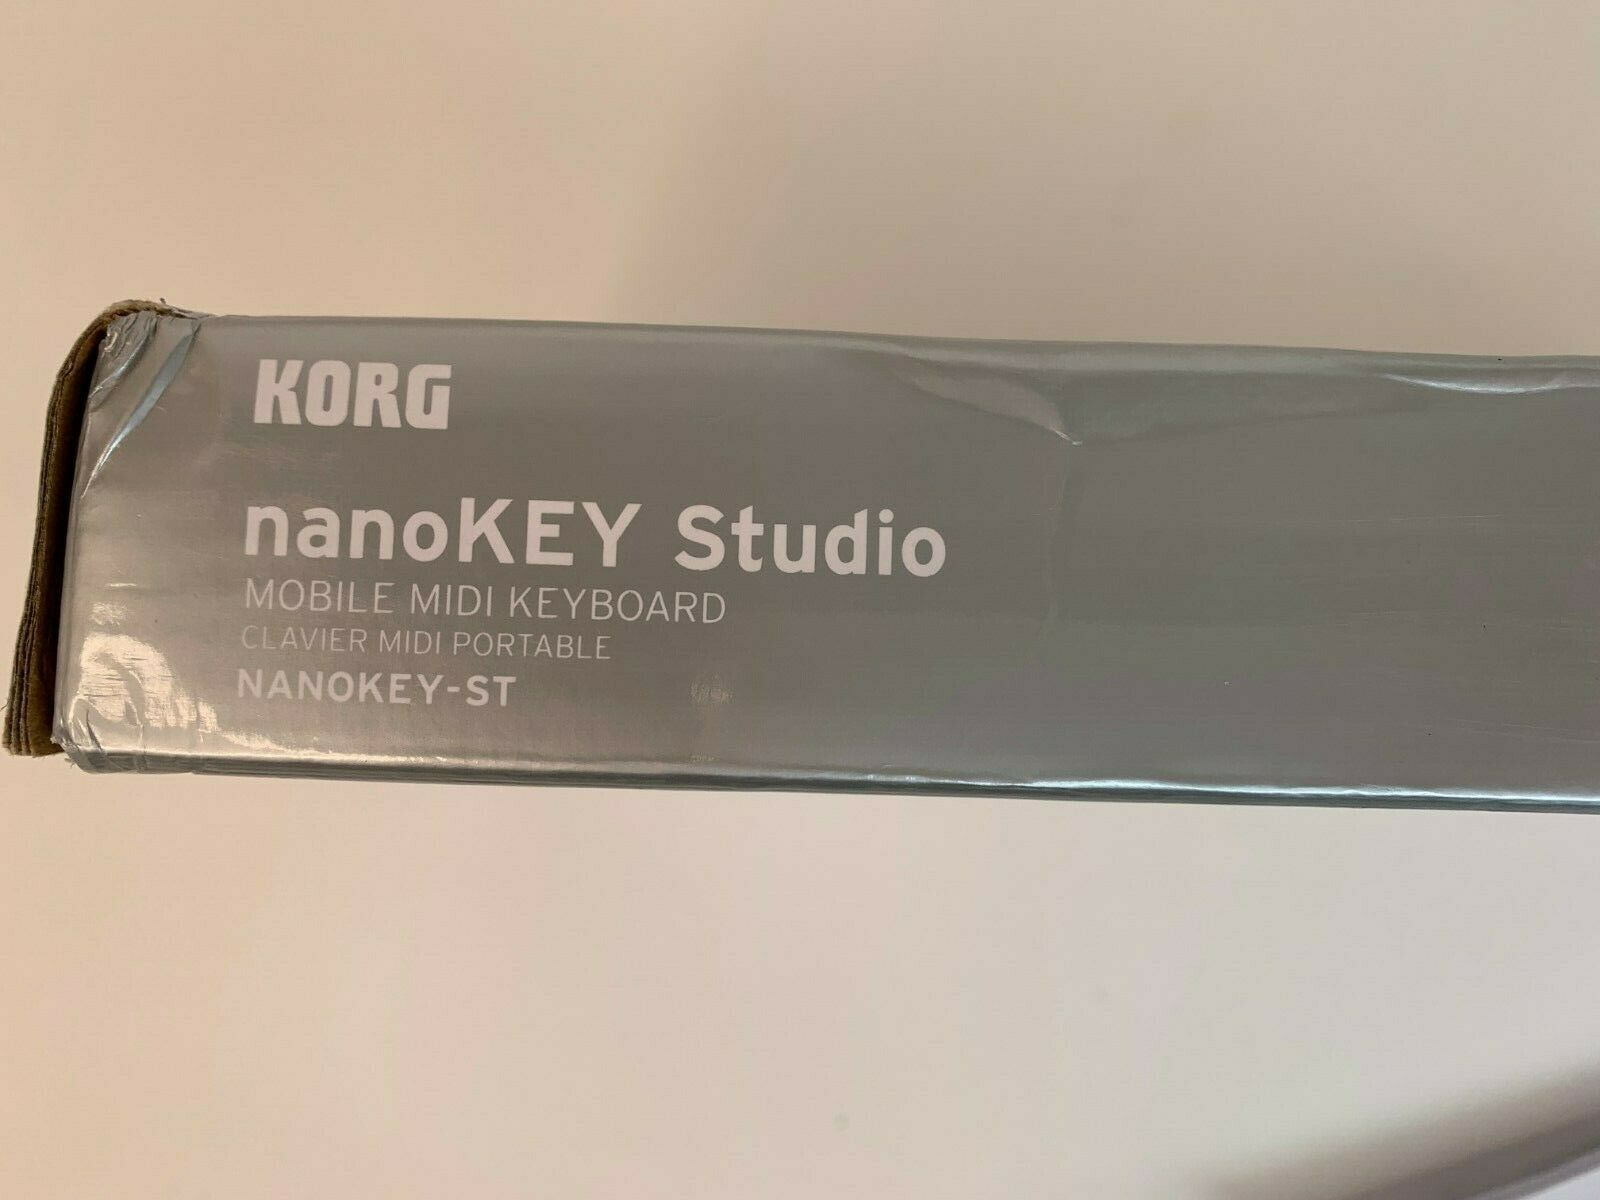 KORG
nanoKEY Studio
MOBILE MIDI KEYBOARD
CLAVIER MIDI PORTABLE
NANOKEY-ST